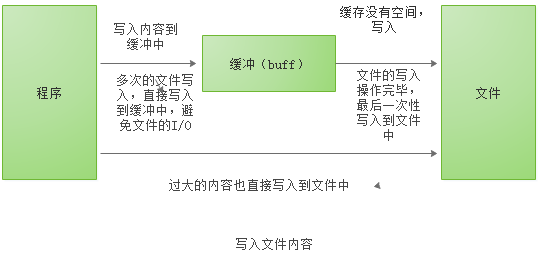 缓存没有空间,
写入
写入内容到
缓冲中
程序
缓冲（buff）
文件
多次的文件写
入，直接写入
到缓冲中，避
免文件的I/O
文件的写入
操作完毕，
最后一次性
写入到文件
中
过大的内容也直接写入到文件中
写入文件内容